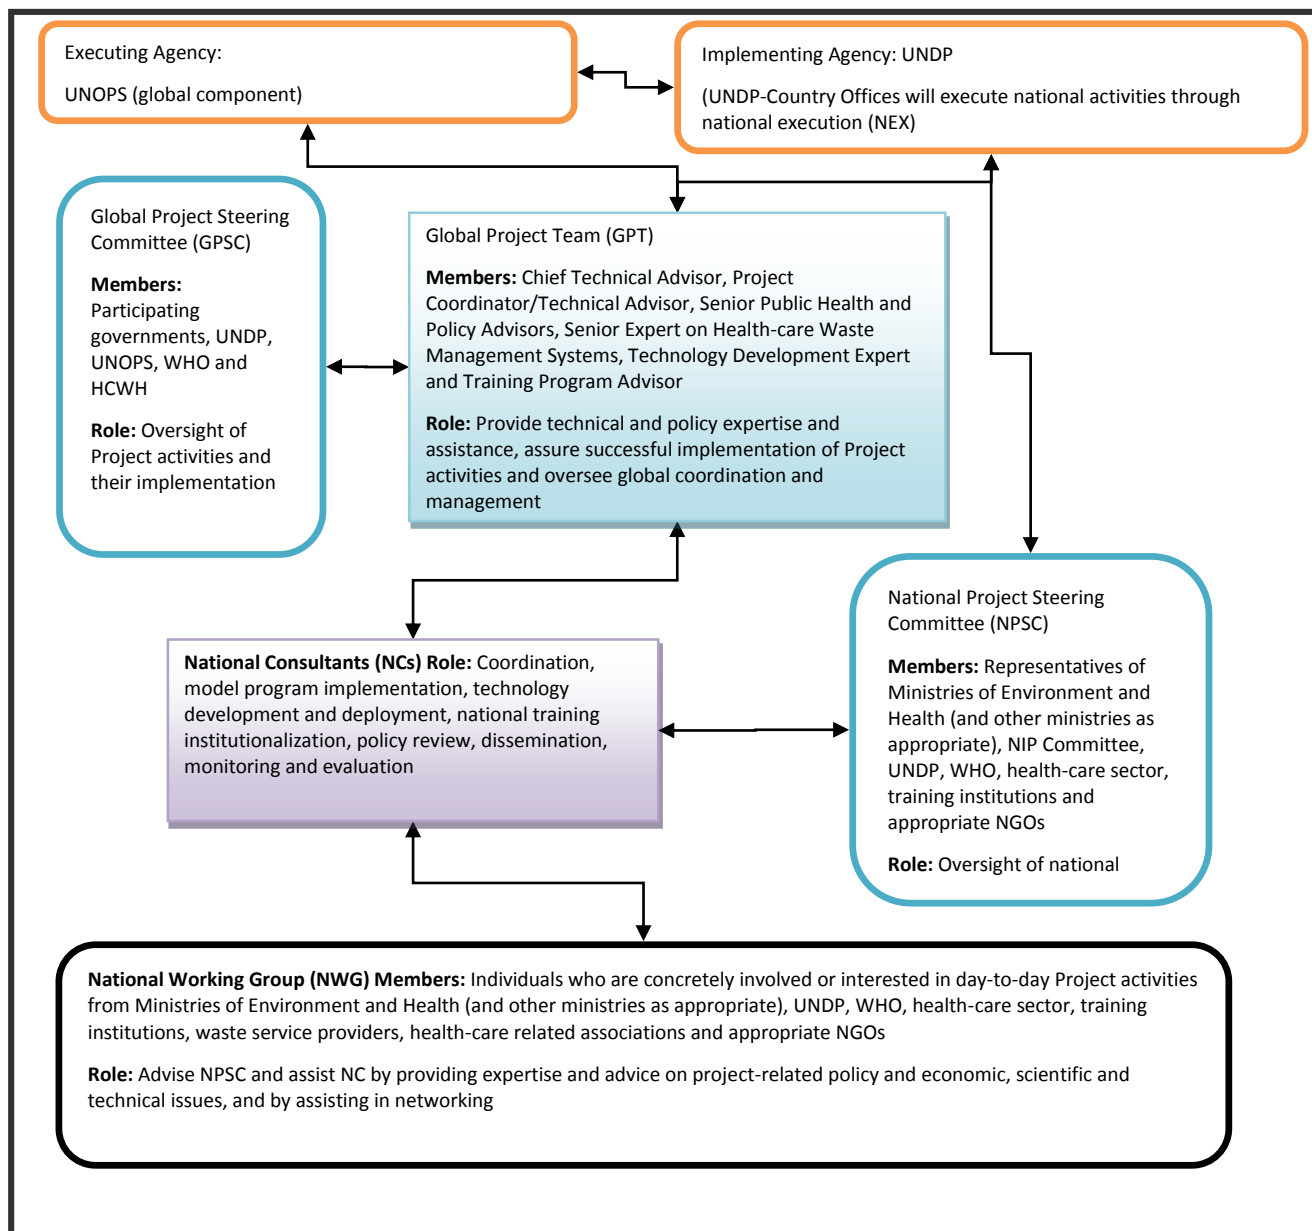 Executing Agency:
UNOPS (global component)
Implementing Agency: UNDP
(UNDP-Country Offices will execute national activities through
national execution (NEX)
Global Project Steering
Committee (GPSC)
Members:
Participating
governments, UNDP,
UNOPS, WHO and
HCWH
Role: Oversight of
Project activities and
their implementation
Global Project Team (GPT)
Members: Chief Technical Advisor, Project
Coordinator/Technical Advisor, Senior Public Health and
Policy Advisors, Senior Expert on Health-care Waste
Management Systems, Technology Development Expert
and Training Program Advisor
Role: Provide technical and policy expertise and
assistance, assure successful implementation of Project
activities and oversee global coordination and
management
National Consultants (NCs) Role: Coordination,
model program implementation, technology
development and deployment, national training
institutionalization, policy review, dissemination,
monitoring and evaluation
National Project Steering
Committee (NPSC)
Members: Representatives of
Ministries of Environment and
Health (and other ministries as
appropriate), NIP Committee,
UNDP, WHO, health-care sector,
training institutions and
appropriate NGOs
Role: Oversight of national
National Working Group (NWG) Members: Individuals who are concretely involved or interested in day-to-day Project activities
from Ministries of Environment and Health (and other ministries as appropriate), UNDP, WHO, health-care sector, training
institutions, waste service providers, health-care related associations and appropriate NGOs
Role: Advise NPSC and assist NC by providing expertise and advice on project-related policy and economic, scientific and
technical issues, and by assisting in networking